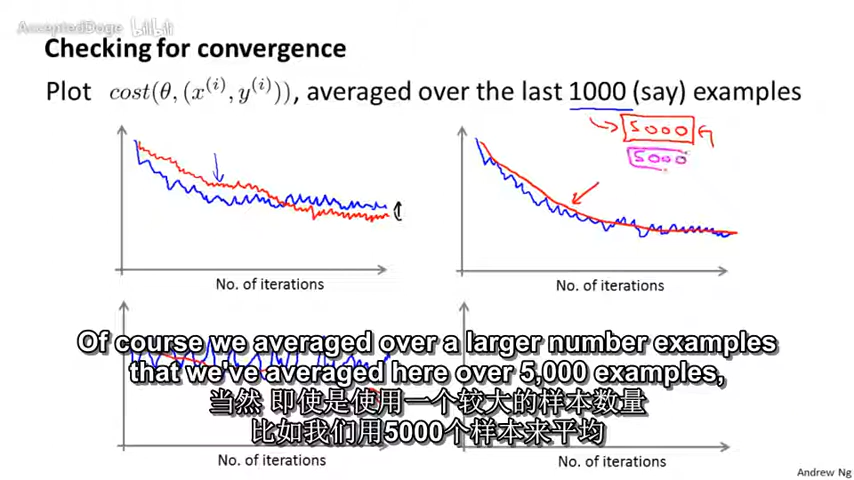 AcceptedDoge bilibili
Checking for convergence
Plot cost(θ, (x^{(i)}, y^{(i)})), averaged over the last 1000 (say) examples
5000
5000
No. of iterations
No. of iterations
Of course we averaged over a larger number examples
that we've averaged here over 5,000 examples,
当然 即使是使用一个较大的样本数量
比如我们用5000个样本来平均
No. of iterations
No. of iterations
Andrew Ng